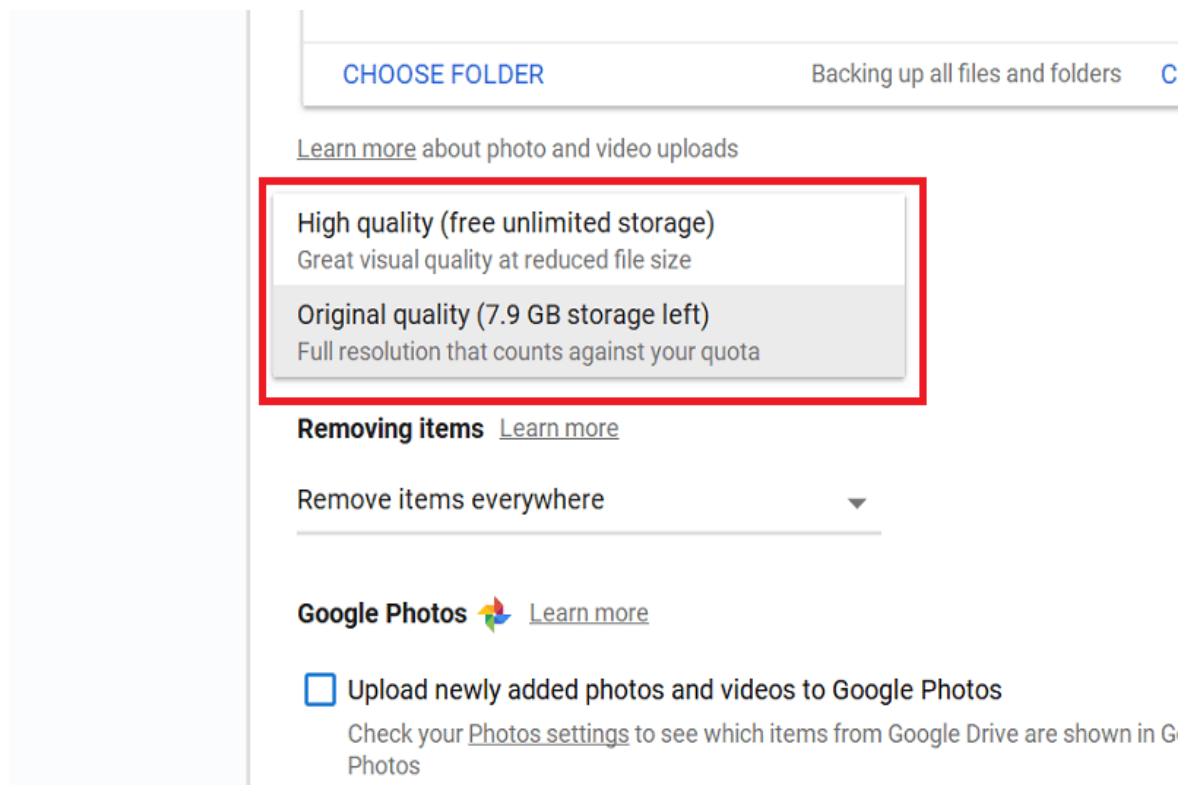 CHOOSE FOLDER Backing up all files and folders
Learn more about photo and video uploads
High quality (free unlimited storage)
Great visual quality at reduced file size
Original quality (7.9 GB storage left)
Full resolution that counts against your quota
Removing items Learn more
Remove items everywhere
Google Photos Learn more
Upload newly added photos and videos to Google Photos
Check your Photos settings to see which items from Google Drive are shown in
Photos